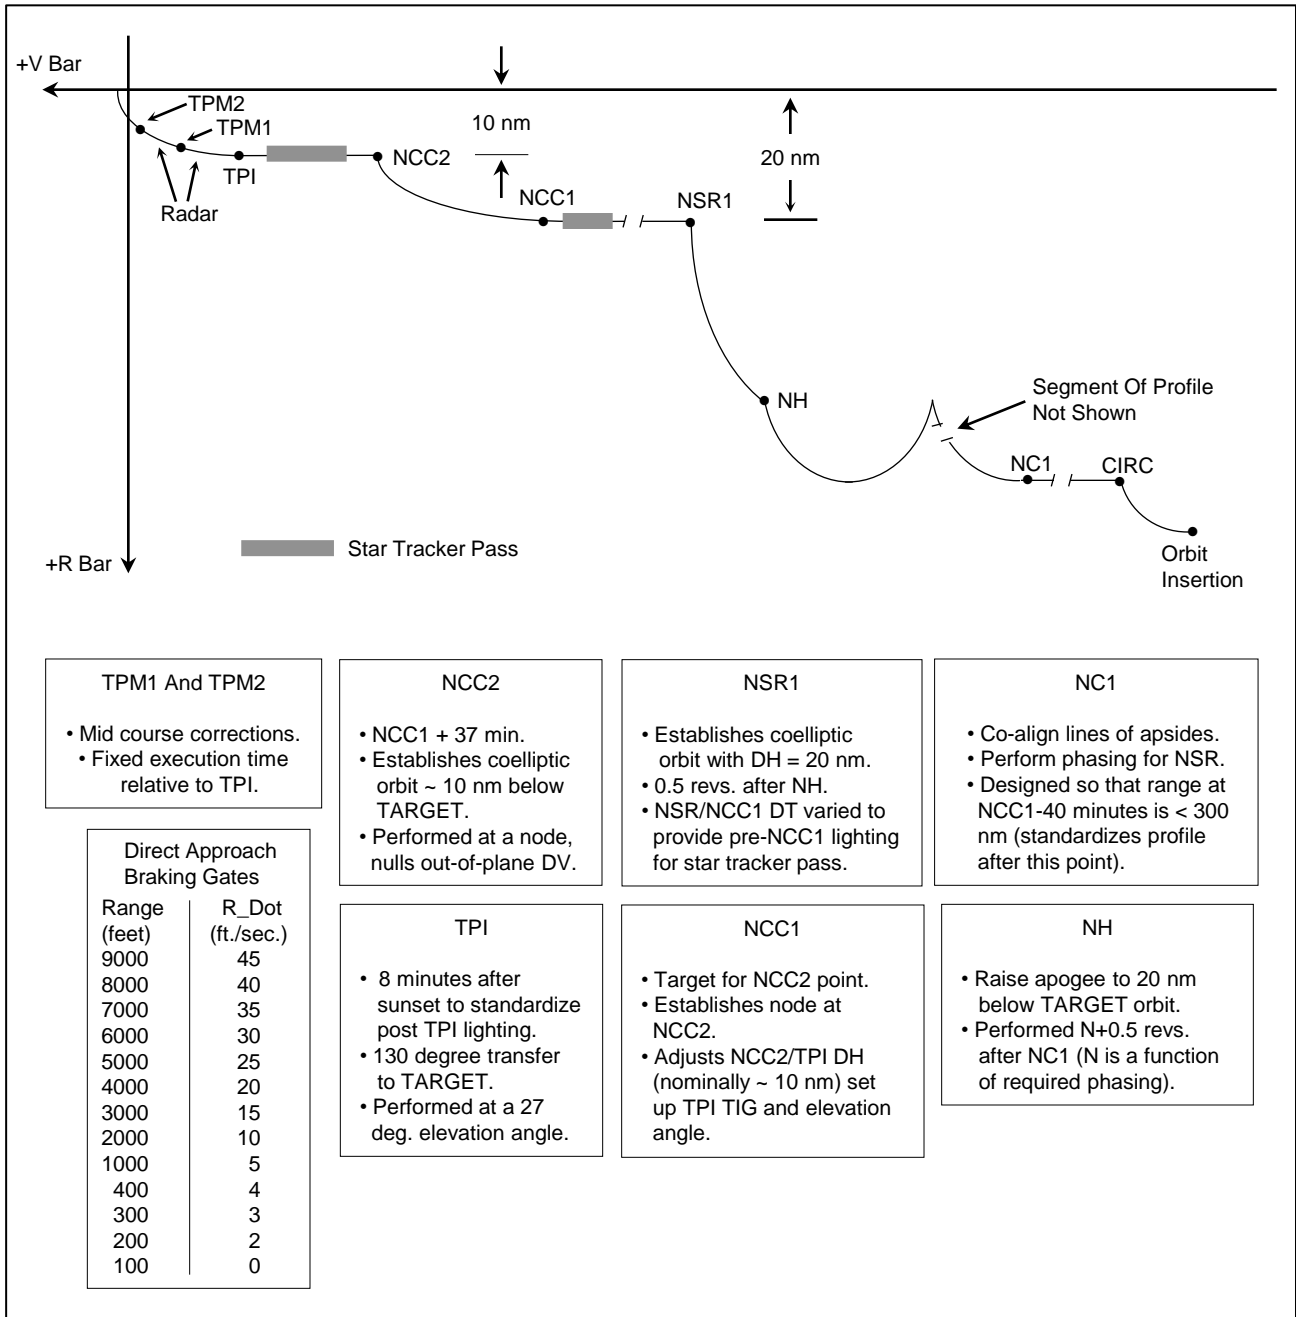 +V Bar
TPM2
TPM1
10 nm
NCC2
20 nm
TPI
NCC1
NSR1
Radar
Segment Of Profile
Not Shown
NH
NC1
CIRC
Star Tracker Pass
+R Bar
Orbit
Insertion
TPM1 And TPM2
• Mid course corrections.
• Fixed execution time
relative to TPI.
NCC2
• NCC1 + 37 min.
• Establishes coelliptic
orbit ~ 10 nm below
TARGET.
• Performed at a node,
nulls out-of-plane DV.
NSR1
• Establishes coelliptic
orbit with DH = 20 nm.
• 0.5 revs. after NH.
• NSR/NCC1 DT varied to
provide pre-NCC1 lighting
for star tracker pass.
NC1
• Co-align lines of apsides.
• Perform phasing for NSR.
• Designed so that range at
NCC1-40 minutes is < 300
nm (standardizes profile
after this point).
Direct Approach
Braking Gates
Range R_Dot
(feet) (ft./sec.)
9000 45
8000 40
7000 35
6000 30
5000 25
4000 20
3000 15
2000 10
1000 5
400 4
300 3
200 2
100 0
TPI
• 8 minutes after
sunset to standardize
post TPI lighting.
• 130 degree transfer
to TARGET.
• Performed at a 27
deg. elevation angle.
NCC1
• Target for NCC2 point.
• Establishes node at
NCC2.
• Adjusts NCC2/TPI DH
(nominally ~ 10 nm) set
up TPI TIG and elevation
angle.
NH
• Raise apogee to 20 nm
below TARGET orbit.
• Performed N+0.5 revs.
after NC1 (N is a function
of required phasing).